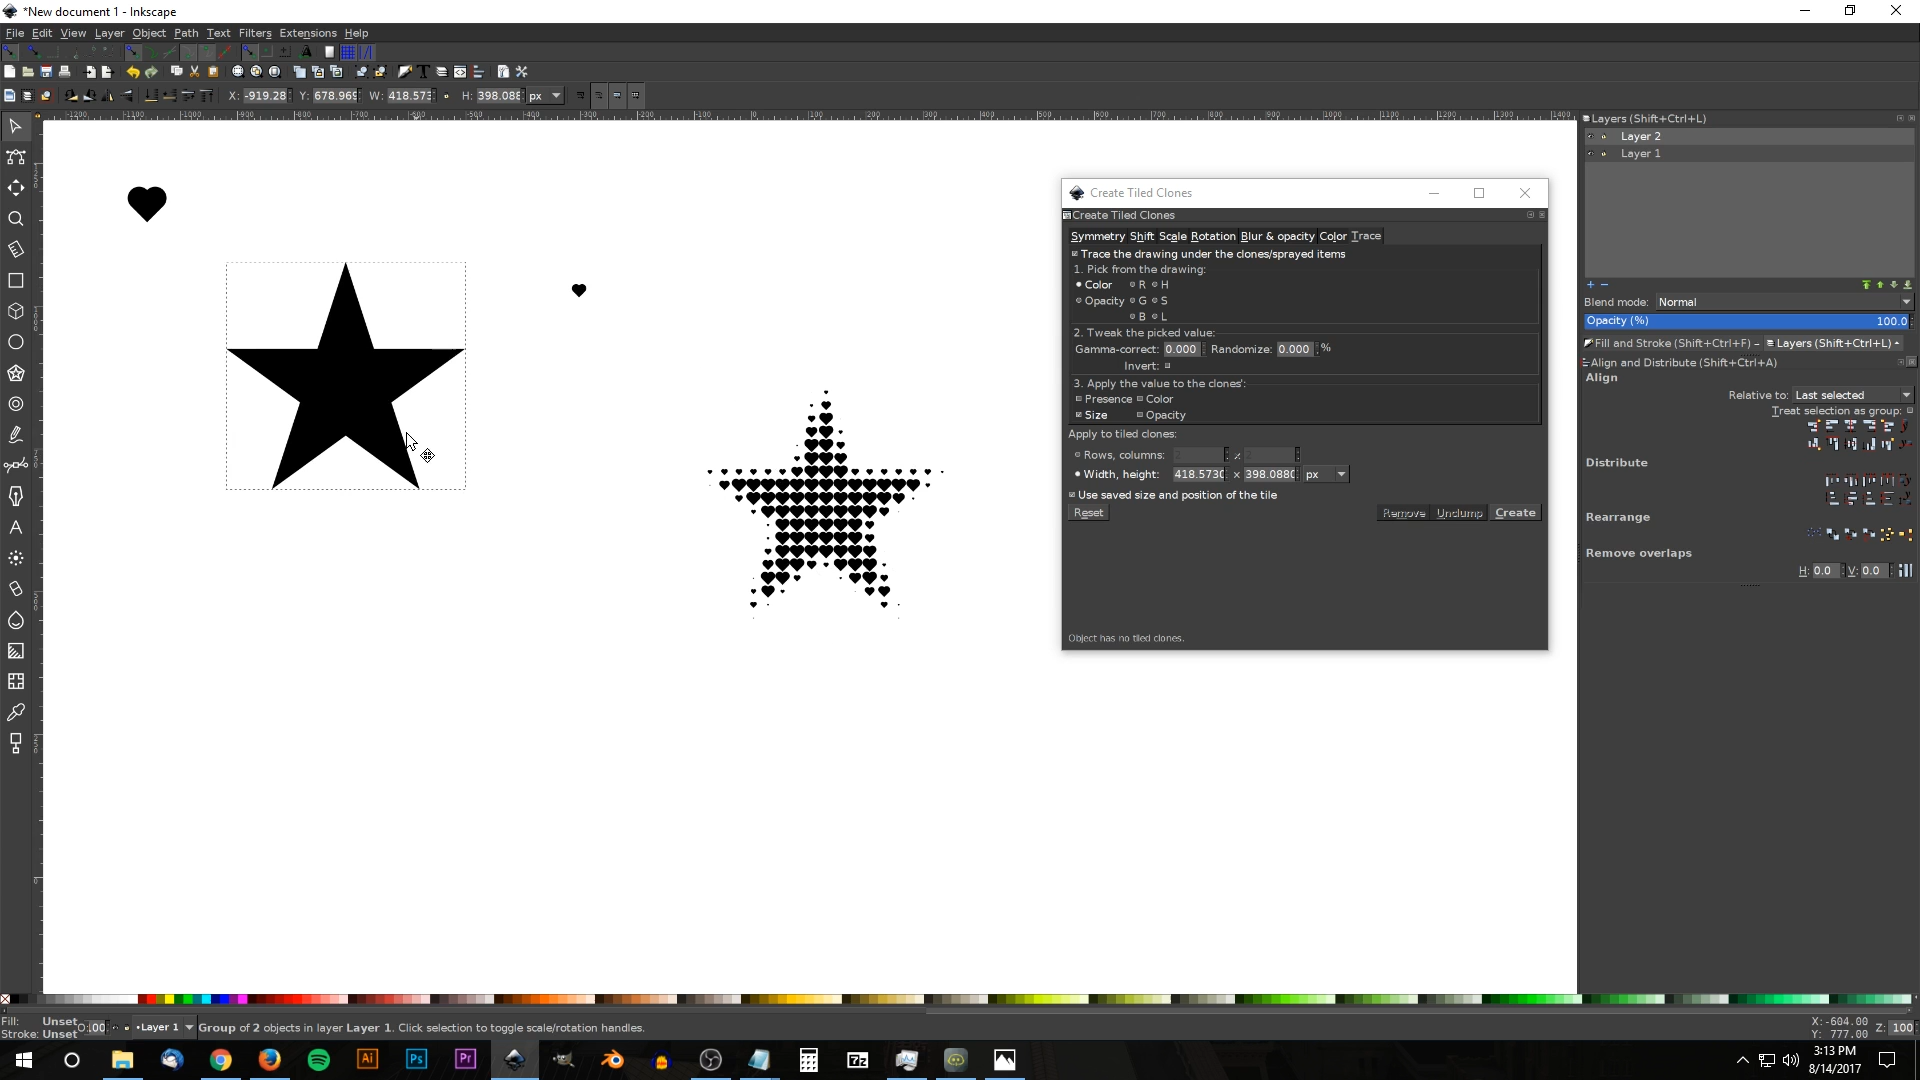 *New document 1 - Inkscape
File Edit View Layer Object Path Text Filters Extensions Help
X: -919.28 Y: 678.969 W: 418.573 H: 398.088 px
Layers (Shift+Ctrl+L)
Layer 2
Layer 1
Blend mode: Normal
Opacity (%) 100.0
Fill and Stroke (Shift+Ctrl+F) Layers (Shift+Ctrl+L)
Align and Distribute (Shift+Ctrl+A)
Align
Relative to: Last selected
Treat selection as group:
Distribute
Rearrange
Remove overlaps
H: 0.0 V: 0.0
Create Tiled Clones
Create Tiled Clones
Symmetry Shift Scale Rotation Blur & opacity Color Trace
Trace the drawing under the clones/sprayed items
1. Pick from the drawing:
Color R H
Opacity G S
B L
2. Tweak the picked value:
Gamma-correct: 0.000 Randomize: 0.000 %
Invert:
3. Apply the value to the clones':
Presence Color
Size Opacity
Apply to tiled clones:
Rows, columns: 2 x 2
Width, height: 418.5730 x 398.0880 px
Use saved size and position of the tile
Reset Remove Unclump Create
Object has no tiled clones.
Fill: Unset
Stroke: Unset
O: 100 •Layer 1 Group of 2 objects in layer Layer 1. Click selection to toggle scale/rotation handles.
X: -604.00
Y: 777.00
Z: 100
Ai Ps Pr 7z
3:13 PM
8/14/2017